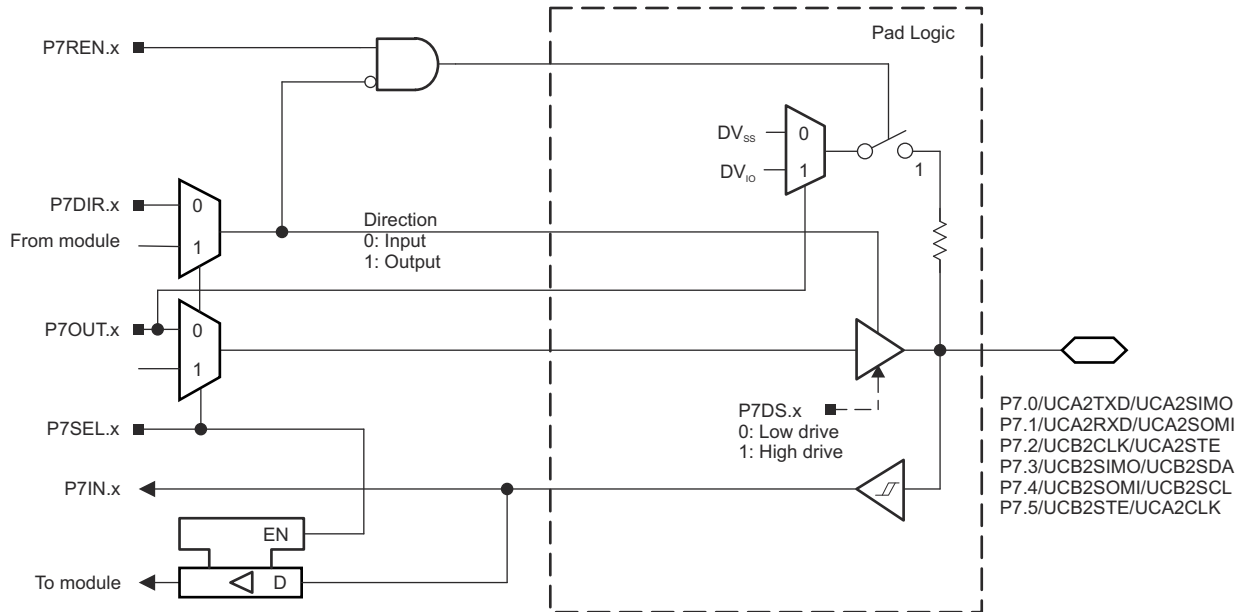 Pad Logic
P7REN.x
DVSS
0
DVIO
1
1
P7DIR.x
0
Direction
0: Input
1: Output
From module
1
P7OUT.x
0
1
P7DS.x
0: Low drive
1: High drive
P7.0/UCA2TXD/UCA2SIMO
P7.1/UCA2RXD/UCA2SOMI
P7.2/UCB2CLK/UCA2STE
P7.3/UCB2SIMO/UCB2SDA
P7.4/UCB2SOMI/UCB2SCL
P7.5/UCB2STE/UCA2CLK
P7SEL.x
P7IN.x
EN
To module
D